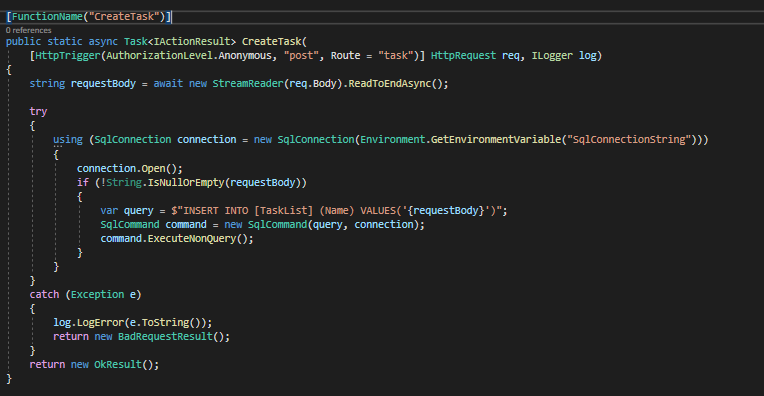 [FunctionName("CreateTask")]
0 references
public static async Task<IActionResult> CreateTask(
[HttpTrigger(AuthorizationLevel.Anonymous, "post", Route = "task")] HttpRequest req, ILogger log)
{
string requestBody = await new StreamReader(req.Body).ReadToEndAsync();
try
{
using (SqlConnection connection = new SqlConnection(Environment.GetEnvironmentVariable("SqlConnectionString")))
{
connection.Open();
if (!String.IsNullOrEmpty(requestBody))
{
var query = $"INSERT INTO [TaskList] (Name) VALUES('{requestBody}')";
SqlCommand command = new SqlCommand(query, connection);
command.ExecuteNonQuery();
}
}
}
catch (Exception e)
{
log.LogError(e.ToString());
return new BadRequestResult();
}
return new OkResult();
}